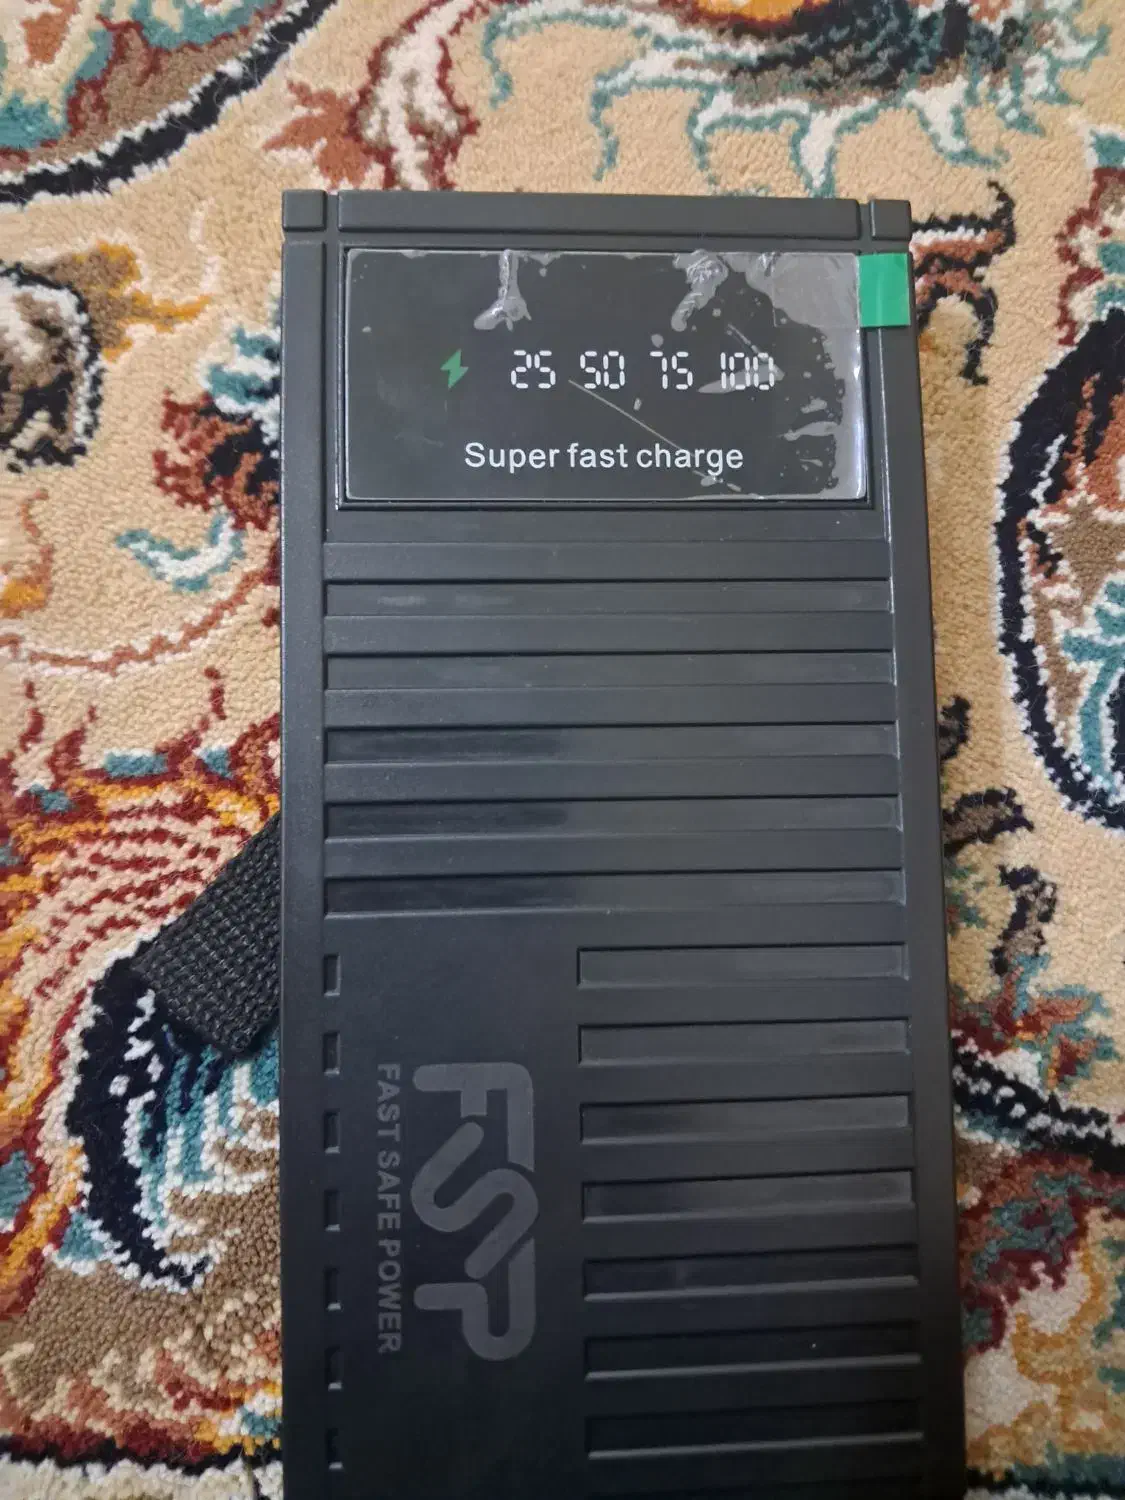 25 50 75 100
Super fast charge
FSP
FAST SAFE POWER